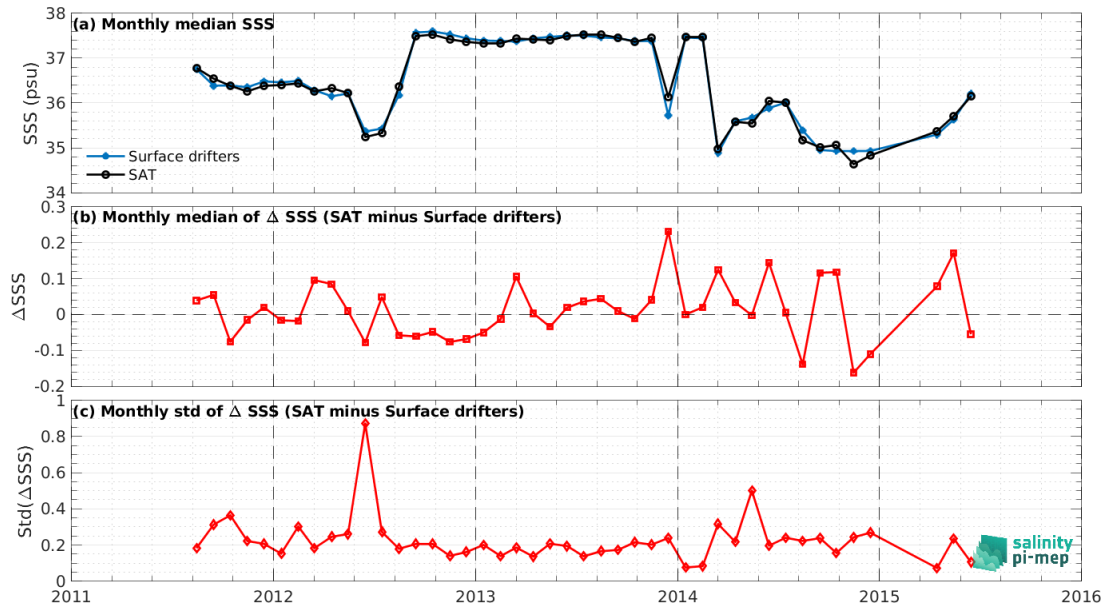 (a) Monthly median SSS
38
37
36
35
34
SSS (psu)
Surface drifters
SAT
(b) Monthly median of Δ SSS (SAT minus Surface drifters)
0.3
0.2
0.1
0
-0.1
-0.2
ΔSSS
(c) Monthly std of Δ SSS (SAT minus Surface drifters)
1
0.8
0.6
0.4
0.2
0
Std(ΔSSS)
salinity
pi-mep
2011
2012
2013
2014
2015
2016